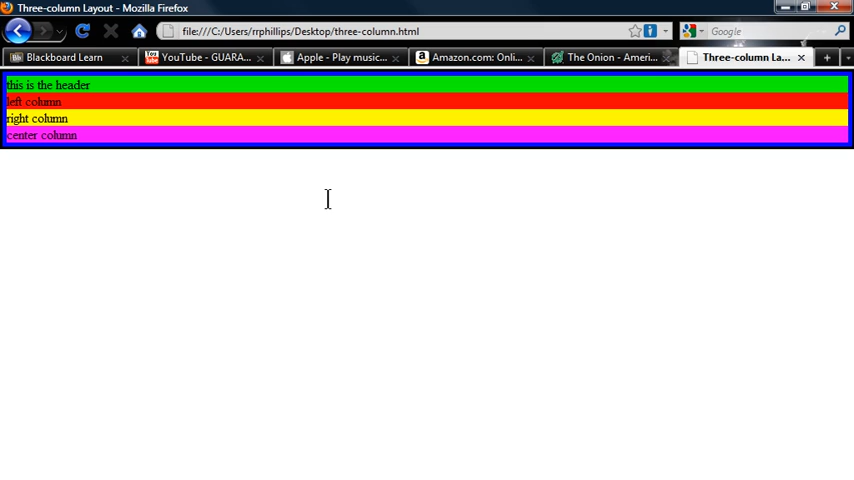 Three-column Layout - Mozilla Firefox
file:///C:/Users/rrphillips/Desktop/three-column.html
Google
Blackboard Learn
YouTube - GUARA...
Apple - Play music...
Amazon.com: Onli...
The Onion - Ameri...
Three-column La...
this is the header
left column
right column
center column